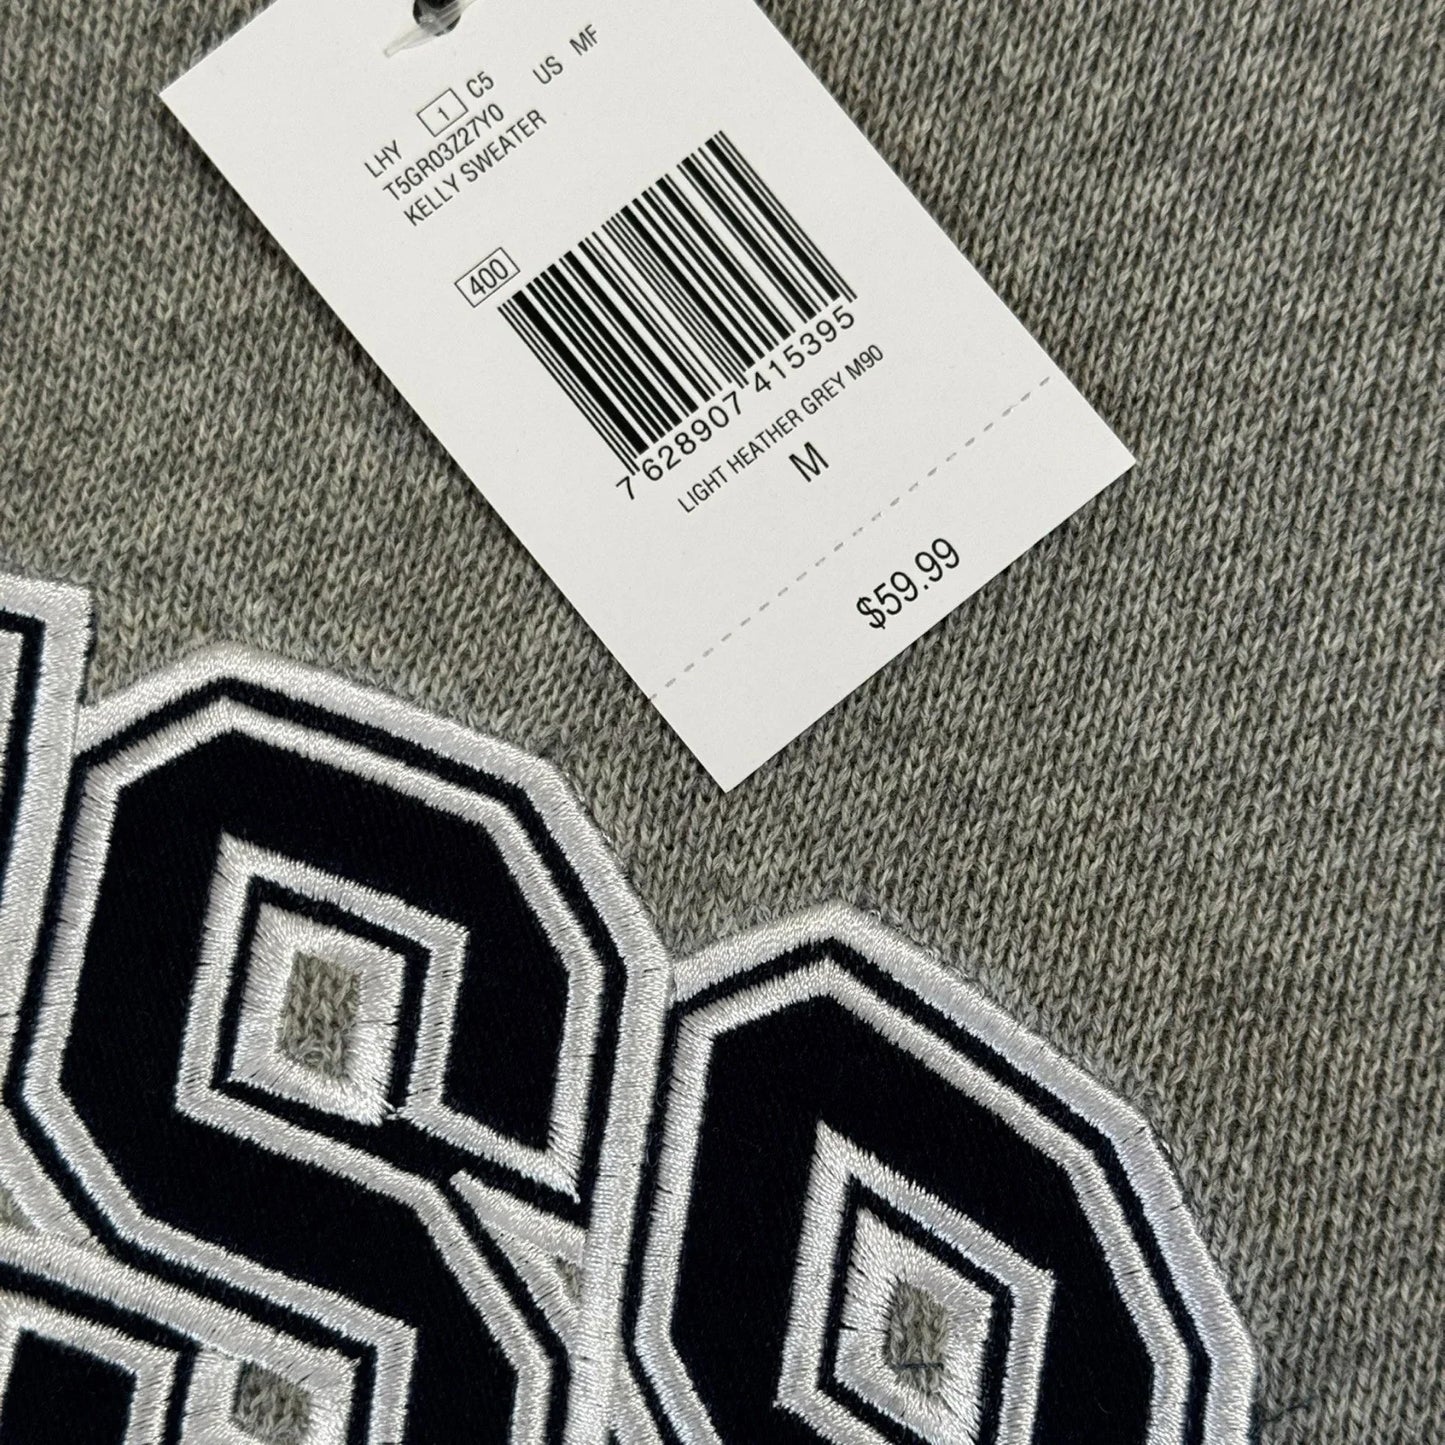 LHY 1 C5 US MF
T5GR03Z27Y0
KELLY SWEATER
400
7 628907 415395
LIGHT HEATHER GREY M90
M
$59.99